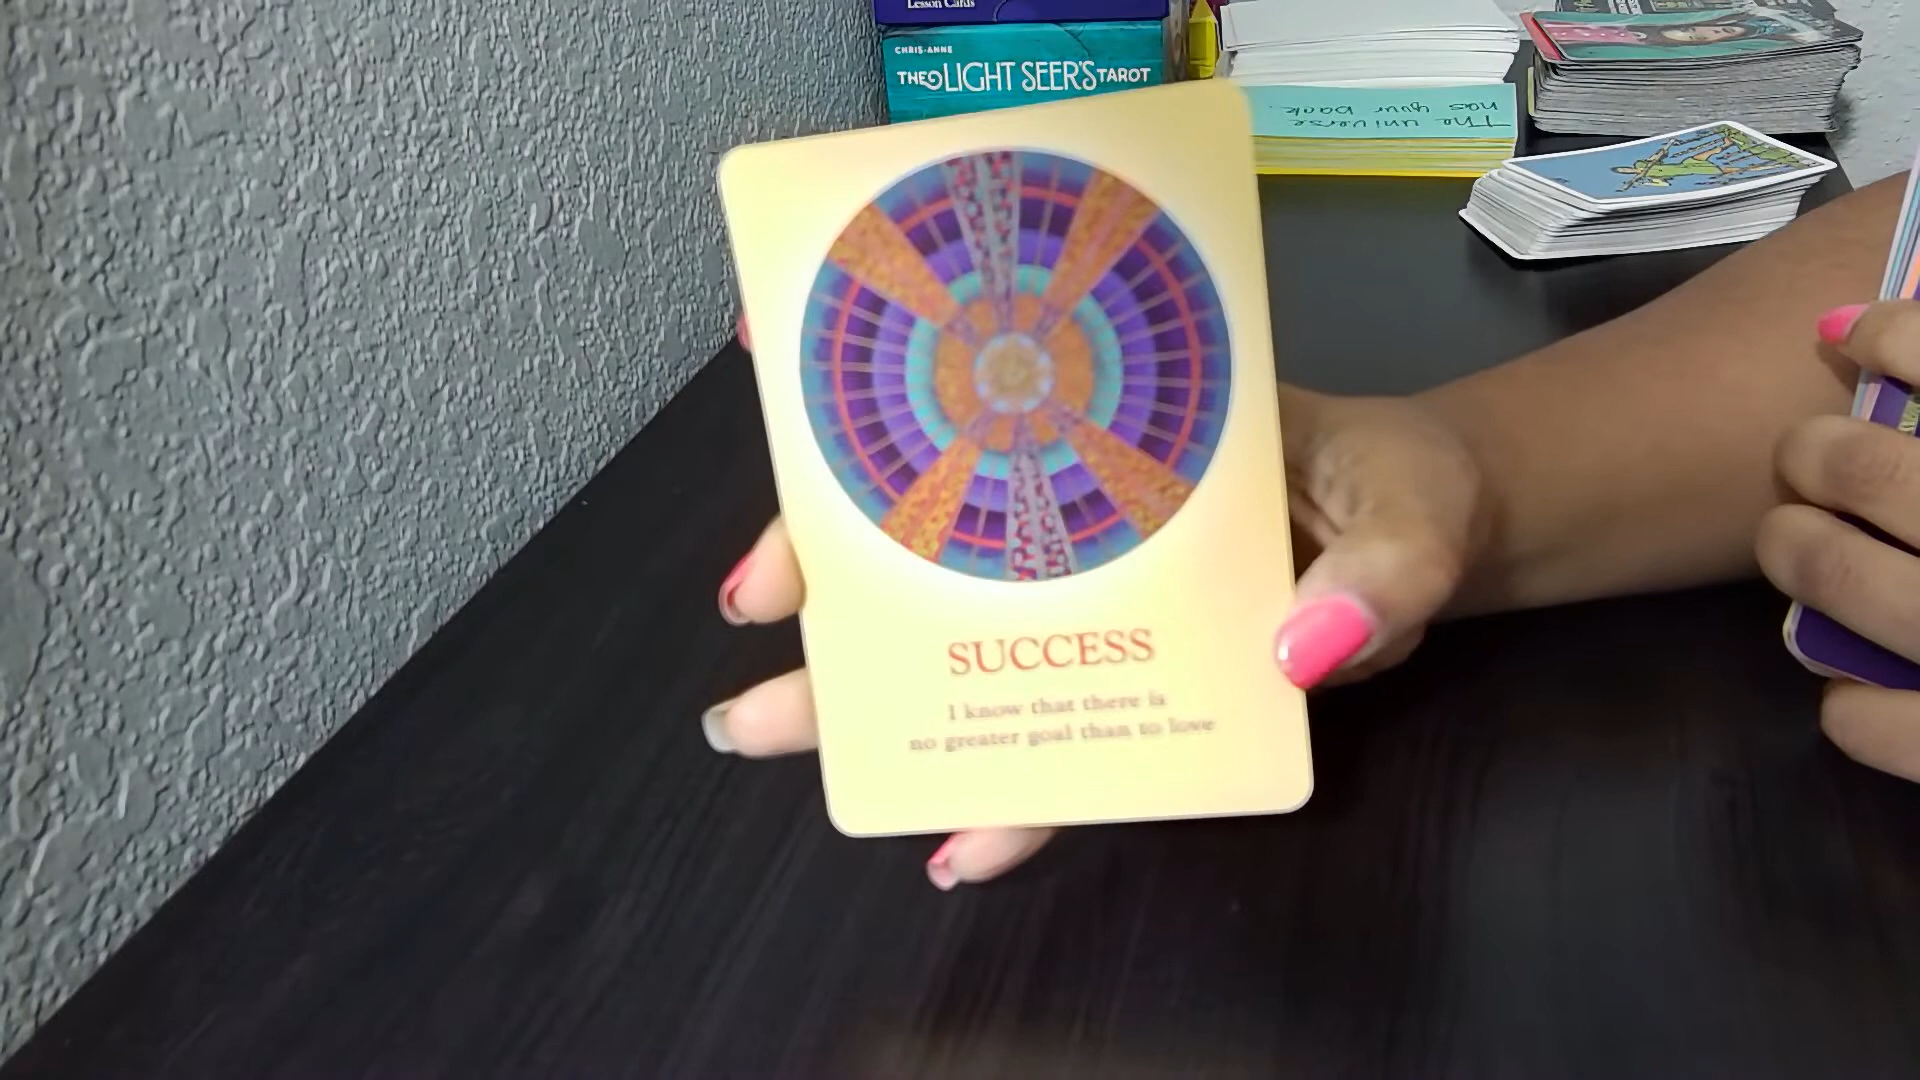 Lesson Cards
CHRIS-ANNE
THE LIGHT SEER'S TAROT
The universe
has your back.
SUCCESS
I know that there is
no greater goal than to love